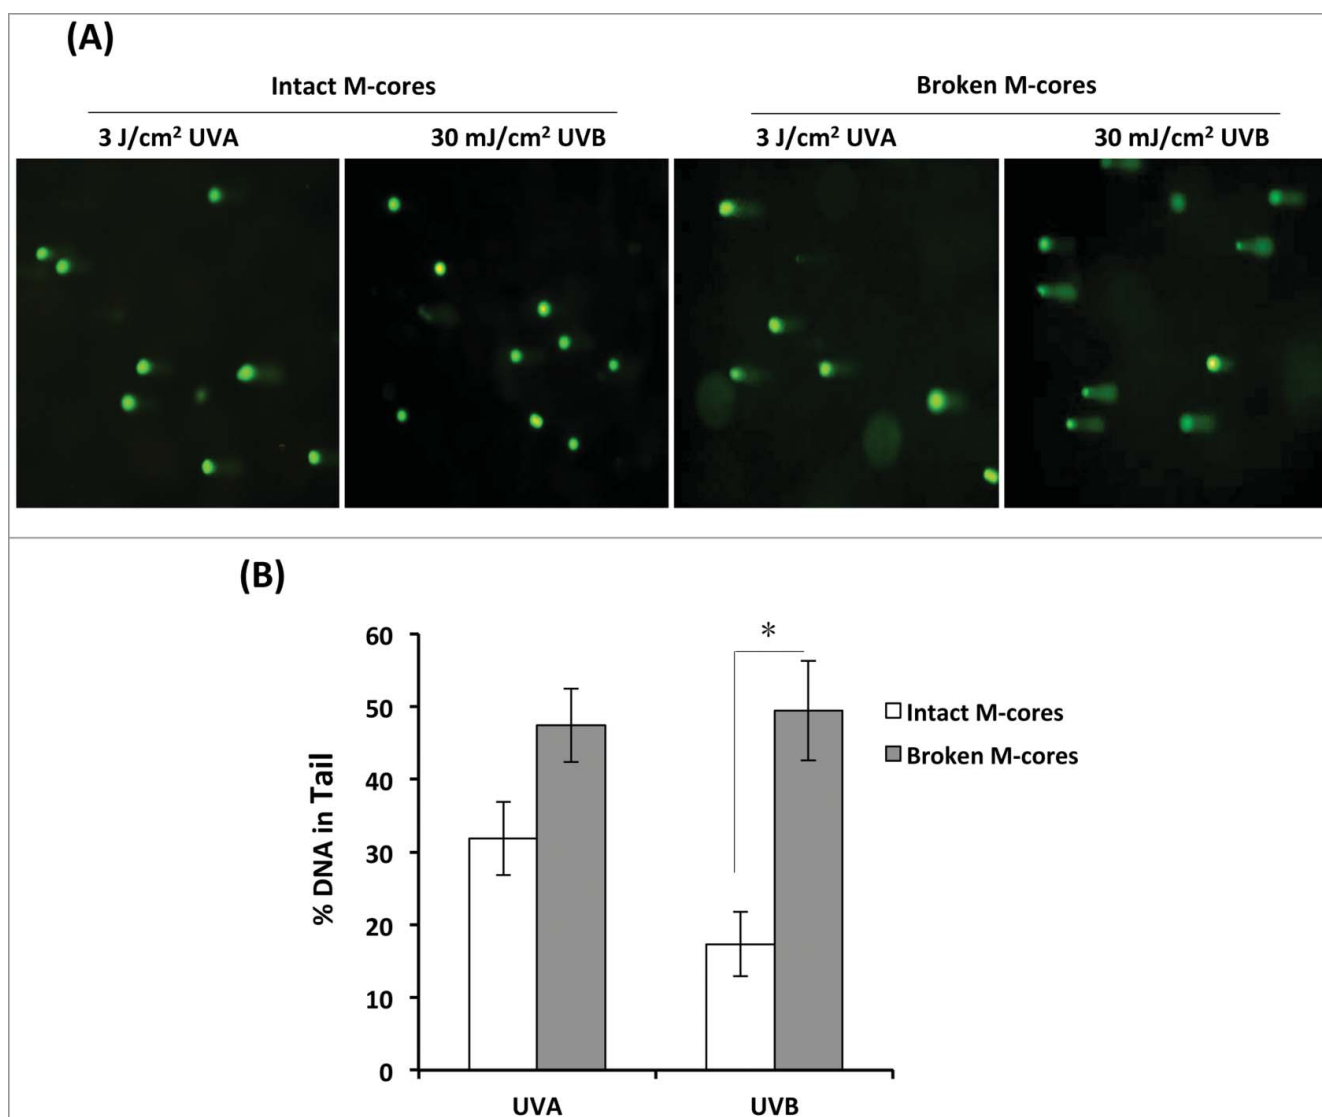 (A)
Intact M-cores
Broken M-cores
3 J/cm² UVA
30 mJ/cm² UVB
3 J/cm² UVA
30 mJ/cm² UVB
(B)
60
50
40
30
20
10
0
% DNA in Tail
*
Intact M-cores
Broken M-cores
UVA
UVB